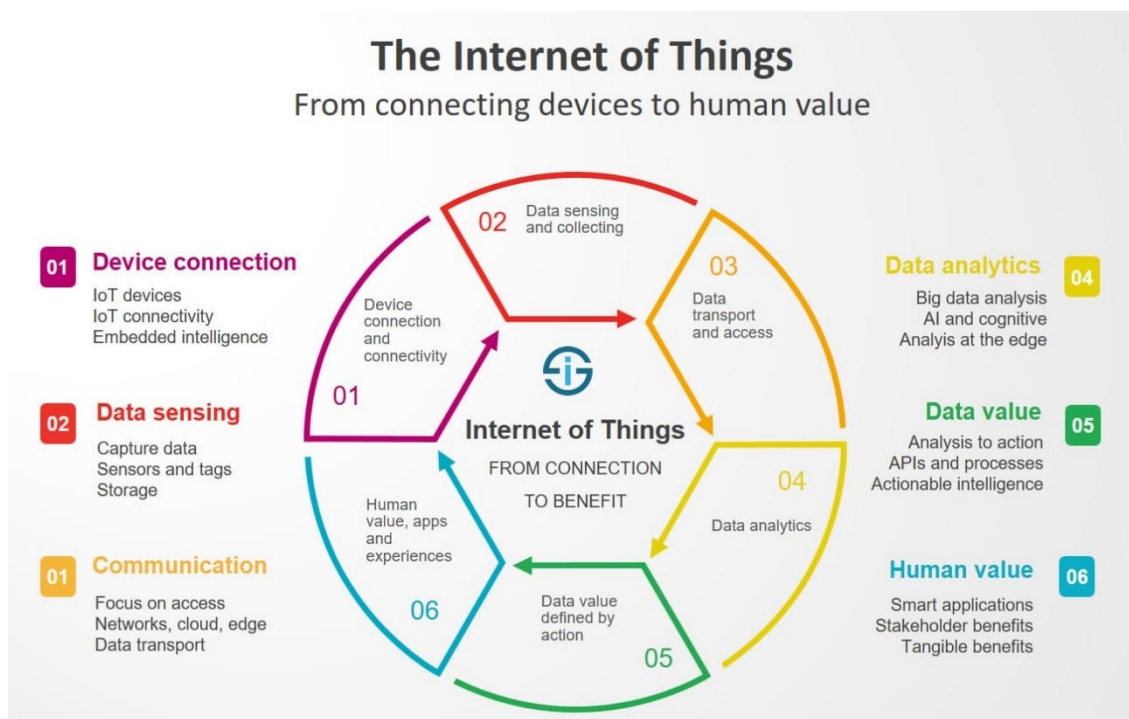 The Internet of Things
From connecting devices to human value
01
Device connection
IoT devices
IoT connectivity
Embedded intelligence
02
Data sensing
Capture data
Sensors and tags
Storage
01
Communication
Focus on access
Networks, cloud, edge
Data transport
01
Device
connection
and
connectivity
02
Data sensing
and collecting
03
Data
transport
and access
04
Data analytics
05
Data value
defined by
action
06
Human
value, apps
and
experiences
SiG
Internet of Things
FROM CONNECTION
TO BENEFIT
Data analytics
04
Big data analysis
AI and cognitive
Analyis at the edge
Data value
05
Analysis to action
APIs and processes
Actionable intelligence
Human value
06
Smart applications
Stakeholder benefits
Tangible benefits